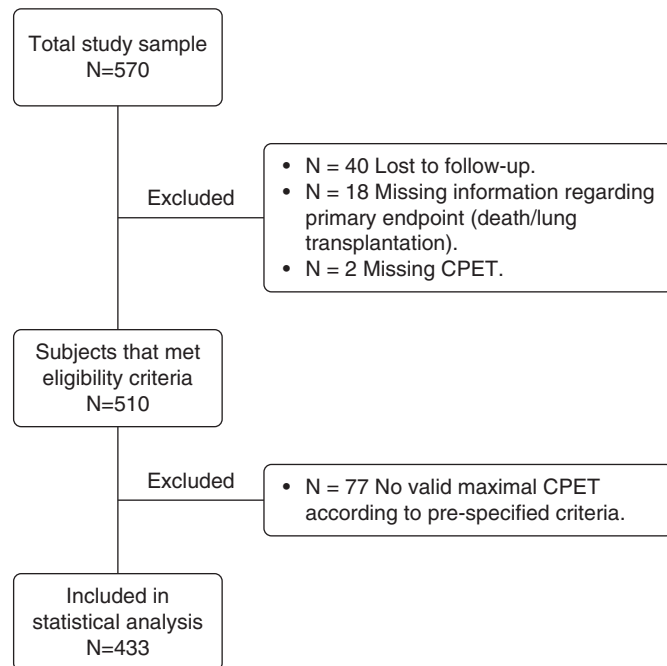 Total study sample
N=570
Excluded
• N = 40 Lost to follow-up.
• N = 18 Missing information regarding
primary endpoint (death/lung
transplantation).
• N = 2 Missing CPET.
Subjects that met
eligibility criteria
N=510
Excluded
• N = 77 No valid maximal CPET
according to pre-specified criteria.
Included in
statistical analysis
N=433